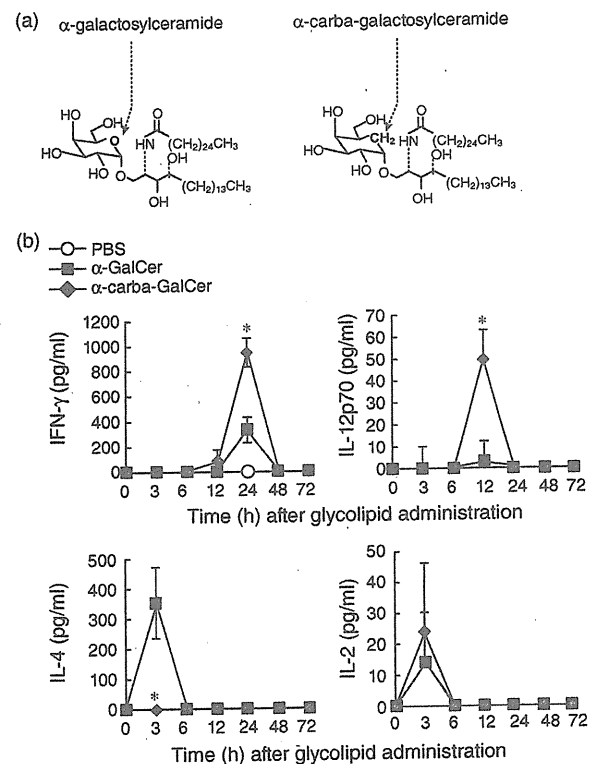 (a)
α-galactosylceramide
α-carba-galactosylceramide
HO
OH
O
HO
HO
O
HN
O
OH
(CH2)24CH3
(CH2)13CH3
OH
HO
OH
CH2
HO
HO
O
HN
O
OH
(CH2)24CH3
(CH2)13CH3
OH
(b)
PBS
α-GalCer
α-carba-GalCer
IFN-γ (pg/ml)
1200
1000
800
600
400
200
0
*
0 3 6 12 24 48 72
IL-12p70 (pg/ml)
70
60
50
40
30
20
10
0
*
0 3 6 12 24 48 72
Time (h) after glycolipid administration
IL-4 (pg/ml)
500
400
300
200
100
0
*
0 3 6 12 24 48 72
IL-2 (pg/ml)
50
40
30
20
10
0
0 3 6 12 24 48 72
Time (h) after glycolipid administration